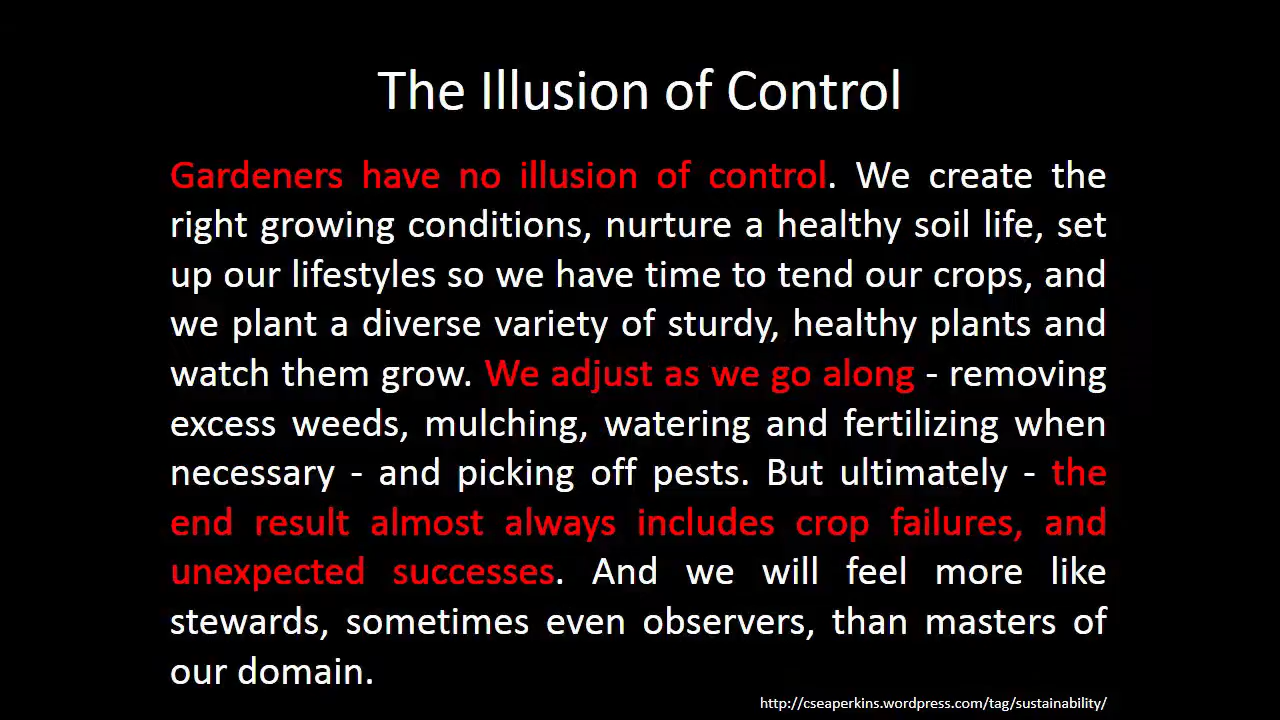 The Illusion of Control
Gardeners have no illusion of control. We create the
right growing conditions, nurture a healthy soil life, set
up our lifestyles so we have time to tend our crops, and
we plant a diverse variety of sturdy, healthy plants and
watch them grow. We adjust as we go along - removing
excess weeds, mulching, watering and fertilizing when
necessary - and picking off pests. But ultimately - the
end result almost always includes crop failures, and
unexpected successes. And we will feel more like
stewards, sometimes even observers, than masters of
our domain.
http://cseaperkins.wordpress.com/tag/sustainability/